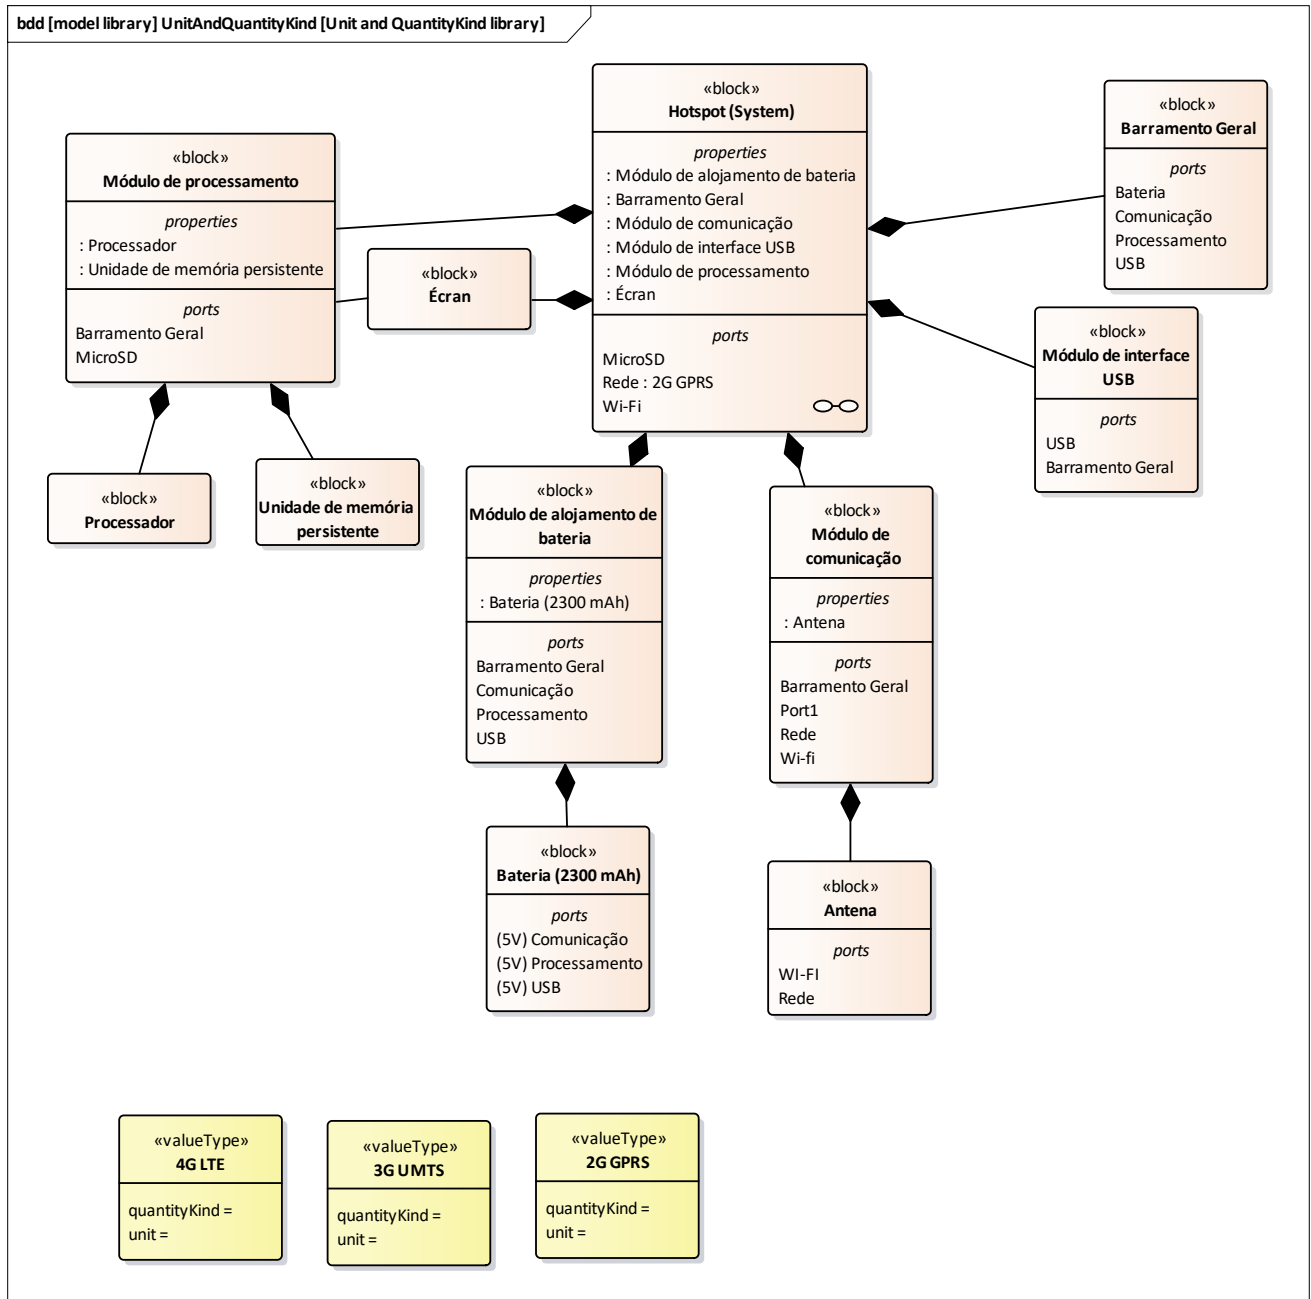 bdd [model library] UnitAndQuantityKind [Unit and QuantityKind library]
«block»
Hotspot (System)
properties
: Módulo de alojamento de bateria
: Barramento Geral
: Módulo de comunicação
: Módulo de interface USB
: Módulo de processamento
: Écran
ports
MicroSD
Rede : 2G GPRS
Wi-Fi
«block»
Barramento Geral
ports
Bateria
Comunicação
Processamento
USB
«block»
Módulo de processamento
properties
: Processador
: Unidade de memória persistente
ports
Barramento Geral
MicroSD
«block»
Écran
«block»
Módulo de interface
USB
ports
USB
Barramento Geral
«block»
Processador
«block»
Unidade de memória
persistente
«block»
Módulo de alojamento de
bateria
properties
: Bateria (2300 mAh)
ports
Barramento Geral
Comunicação
Processamento
USB
«block»
Módulo de
comunicação
properties
: Antena
ports
Barramento Geral
Port1
Rede
Wi-fi
«block»
Bateria (2300 mAh)
ports
(5V) Comunicação
(5V) Processamento
(5V) USB
«block»
Antena
ports
WI-FI
Rede
«valueType»
4G LTE
quantityKind =
unit =
«valueType»
3G UMTS
quantityKind =
unit =
«valueType»
2G GPRS
quantityKind =
unit =